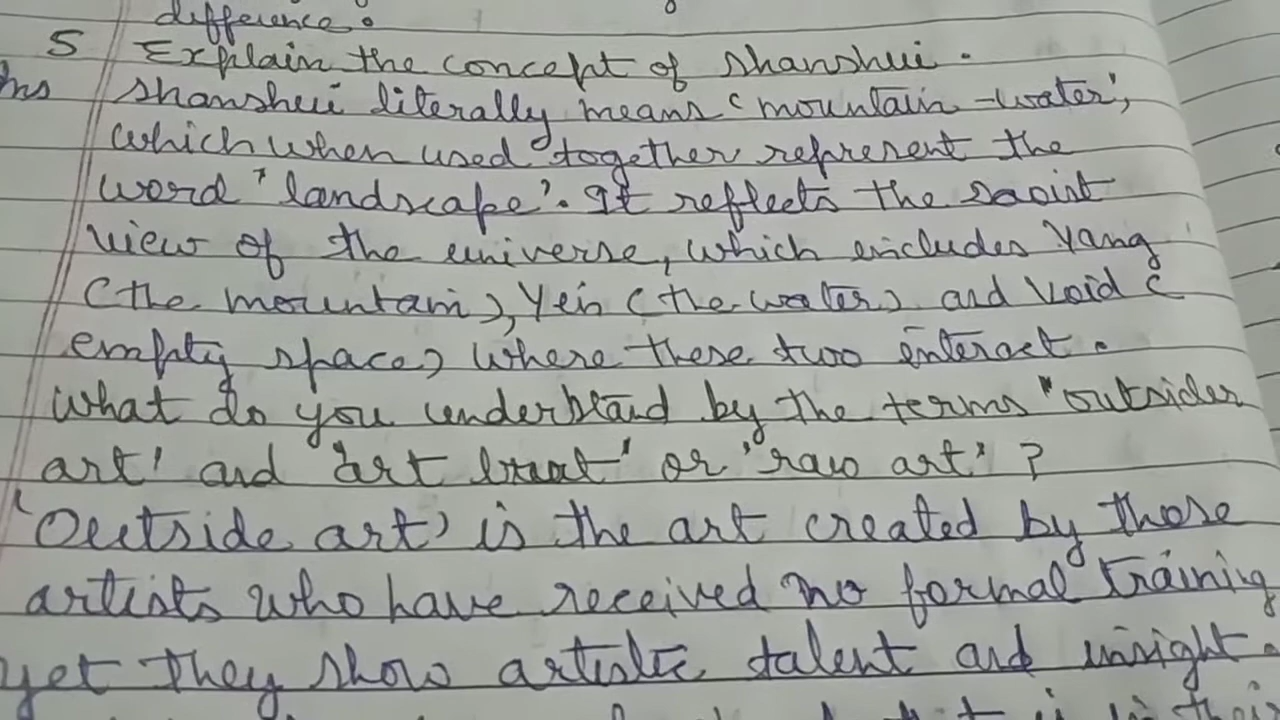 difference.
5 Explain the concept of shanshui.
Ans Shanshui literally means 'mountain-water',
which when used together represent the
word 'landscape'. It reflects the Daoist
view of the universe, which includes Yang
(the mountain), Yein (the water) and void (
empty space) where these two interact.
What do you understand by the terms "outsider
art' and 'art brut' or 'raw art'?
'Outside art' is the art created by those
artists who have received no formal training
yet they show artistic talent and insight.